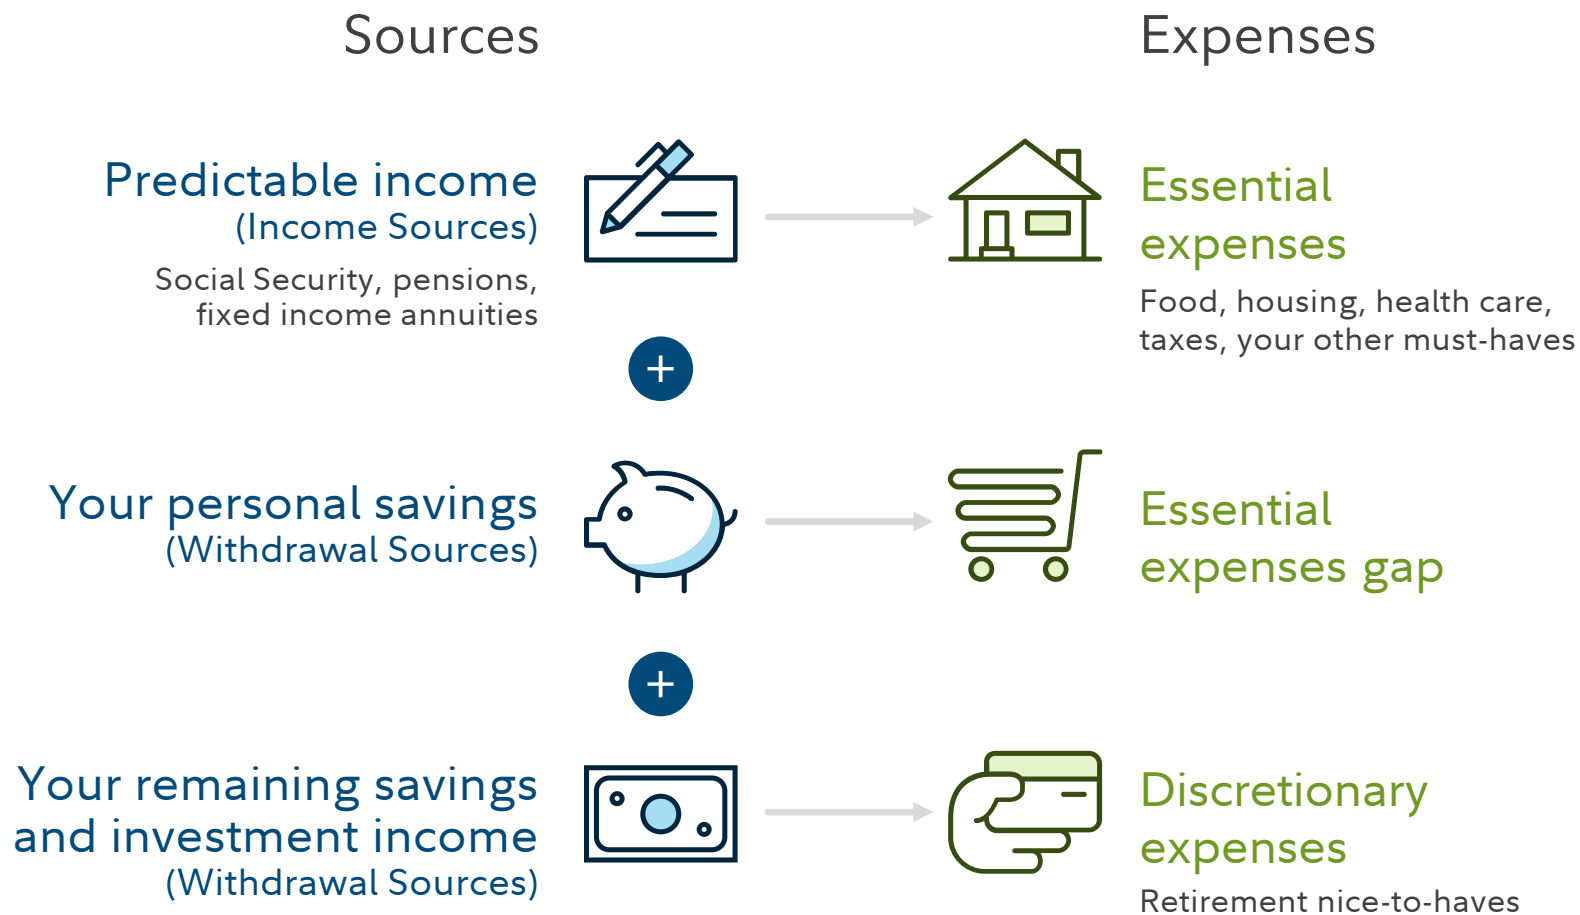 Sources
Expenses
Predictable income
(Income Sources)
Social Security, pensions,
fixed income annuities
Essential
expenses
Food, housing, health care,
taxes, your other must-haves
+
Your personal savings
(Withdrawal Sources)
Essential
expenses gap
+
Your remaining savings
and investment income
(Withdrawal Sources)
Discretionary
expenses
Retirement nice-to-haves